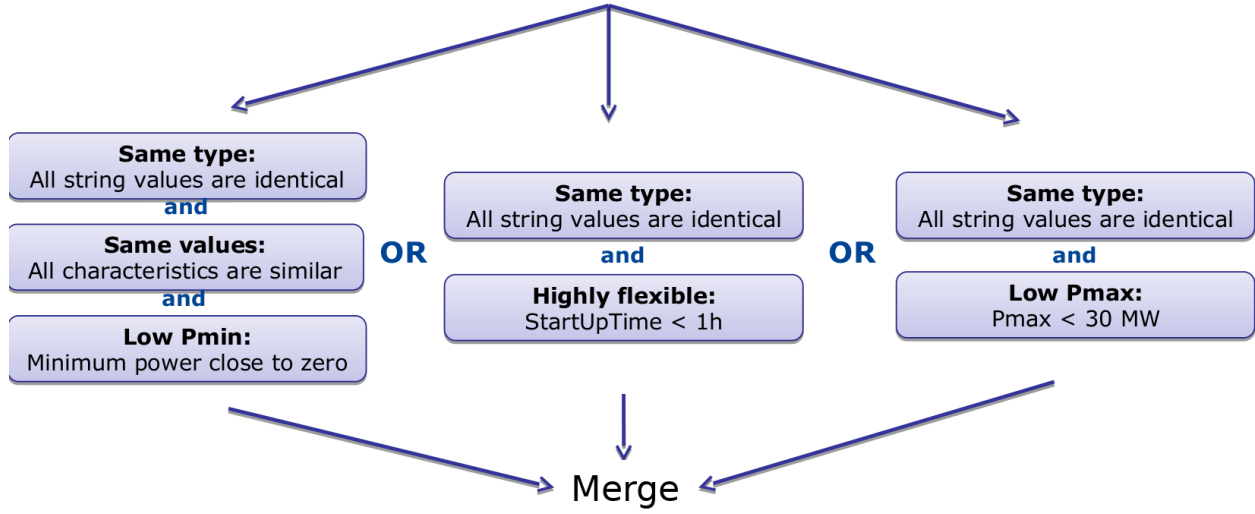 Same type:
All string values are identical
and
Same values:
All characteristics are similar
and
Low Pmin:
Minimum power close to zero
OR
Same type:
All string values are identical
and
Highly flexible:
StartUpTime < 1h
OR
Same type:
All string values are identical
and
Low Pmax:
Pmax < 30 MW
Merge